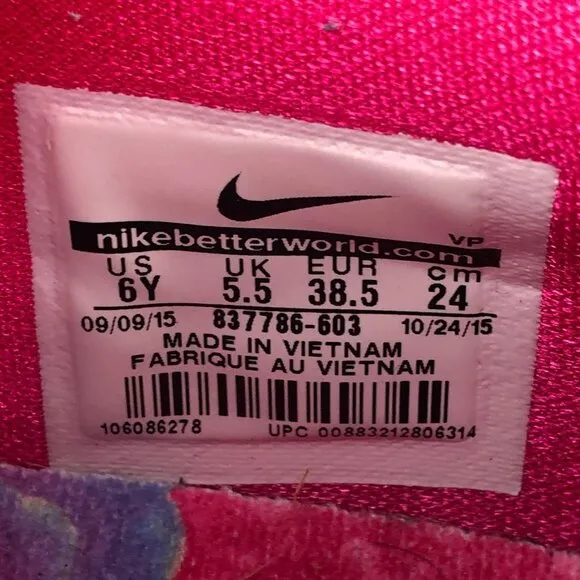 VP
nikebetterworld.com
US UK EUR cm
6Y 5.5 38.5 24
09/09/15 837786-603 10/24/15
MADE IN VIETNAM
FABRIQUE AU VIETNAM
106086278 UPC 00883212806314